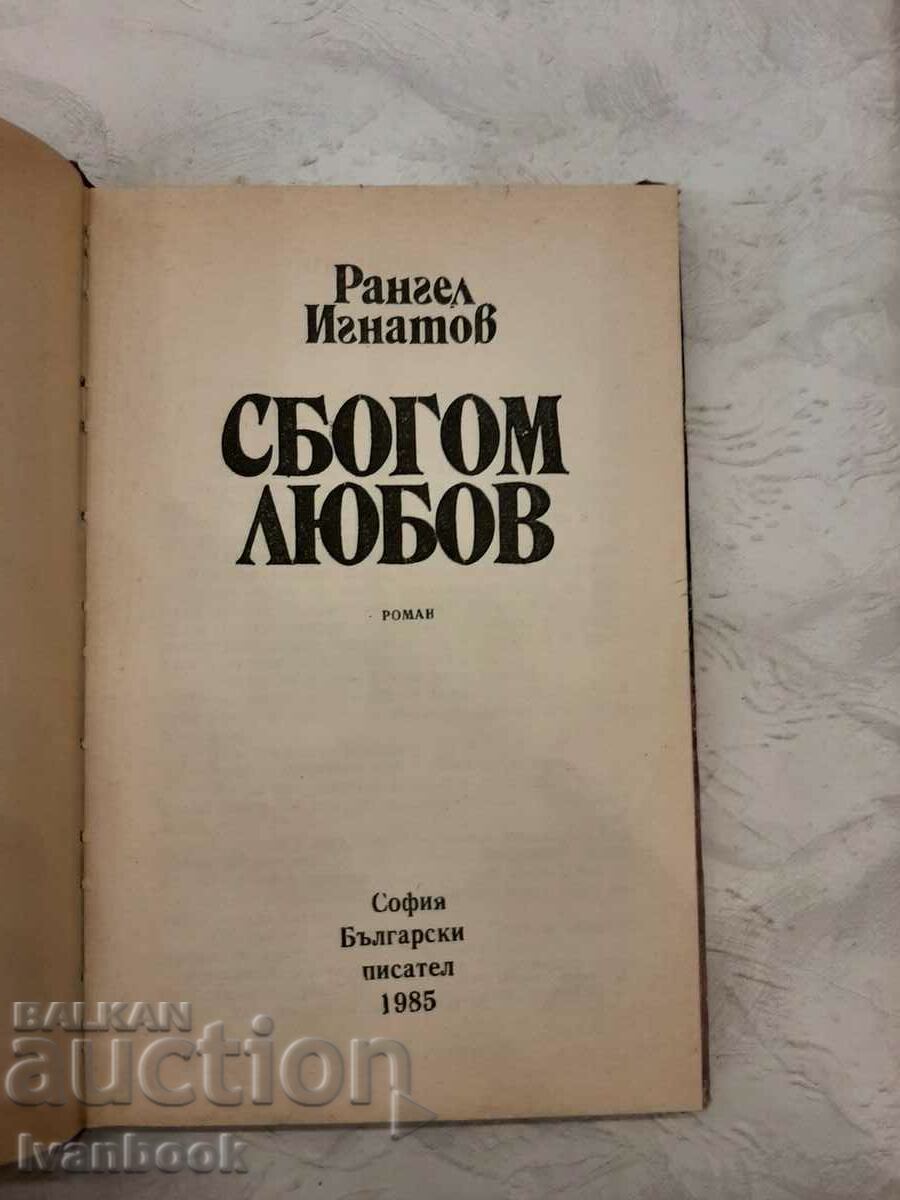 Рангел
Игнатов
СБОГОМ
ЛЮБОВ
РОМАН
София
Български
писател
1985
BALKAN
auction
Ivanbook